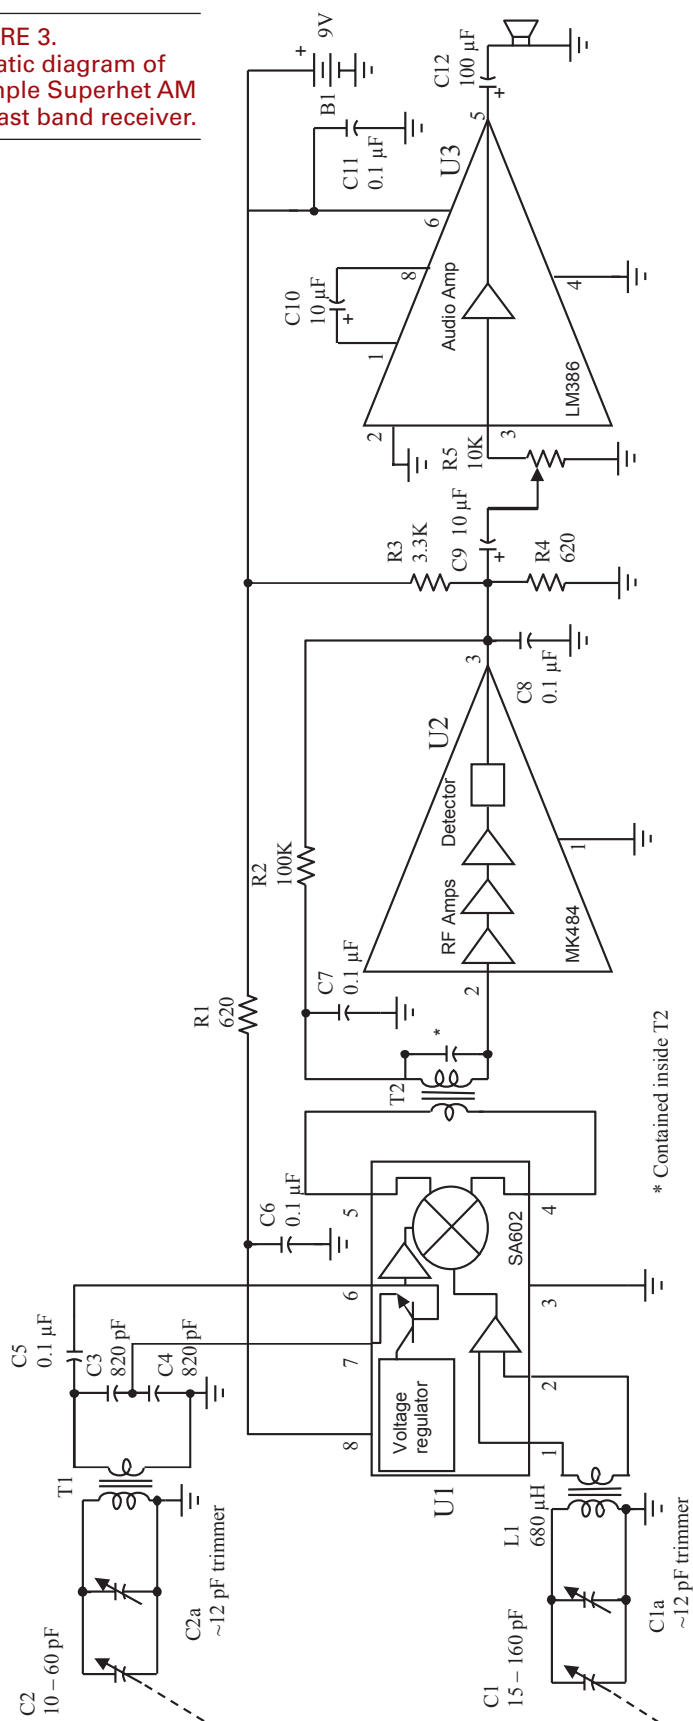 RE 3.
atic diagram of
nple Superhet AM
ast band receiver.
9V
+
B1
C11
0.1 µF
C12
100 µF
+
5
U3
6
8
C10
10 µF
+
1
Audio Amp
4
LM386
2
3
R5
10K
C9 10 µF
+
R3
3.3K
R4
620
3
C8
0.1 µF
U2
Detector
RF Amps
1
MK484
2
R2
100K
C7
0.1 µF
R1
620
*
T2
* Contained inside T2
C6
0.1 µF
5
4
SA602
6
3
7
2
8
1
Voltage
regulator
U1
C5
0.1 µF
C3
820 pF
C4
820 pF
T1
C2a
~12 pF trimmer
C2
10 – 60 pF
L1
680 µH
C1a
~12 pF trimmer
C1
15 – 160 pF